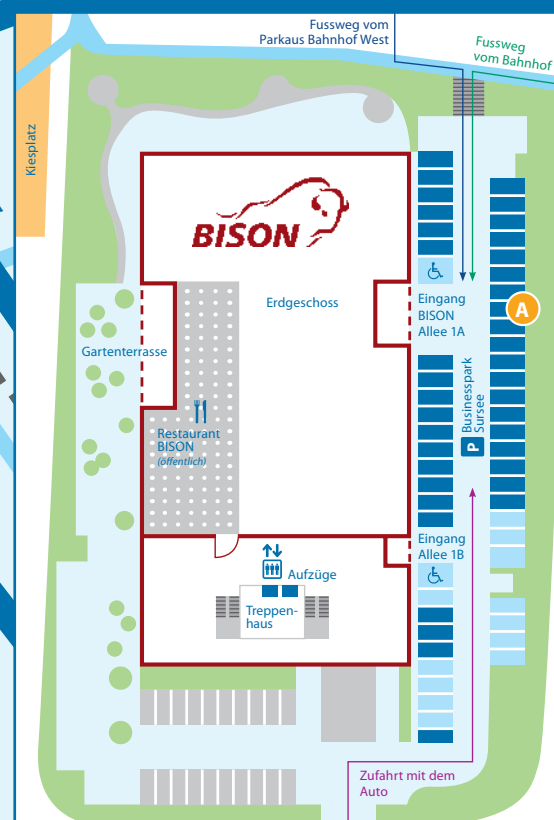 Fussweg vom
Parkaus Bahnhof West
Fussweg
vom Bahnhof
Kiesplatz
BISON
Erdgeschoss
Eingang
BISON
Allee 1A
A
Gartenterrasse
Businesspark
Sursee
P
Restaurant
BISON
(öffentlich)
Eingang
Allee 1B
Aufzüge
Treppen-
haus
Zufahrt mit dem
Auto